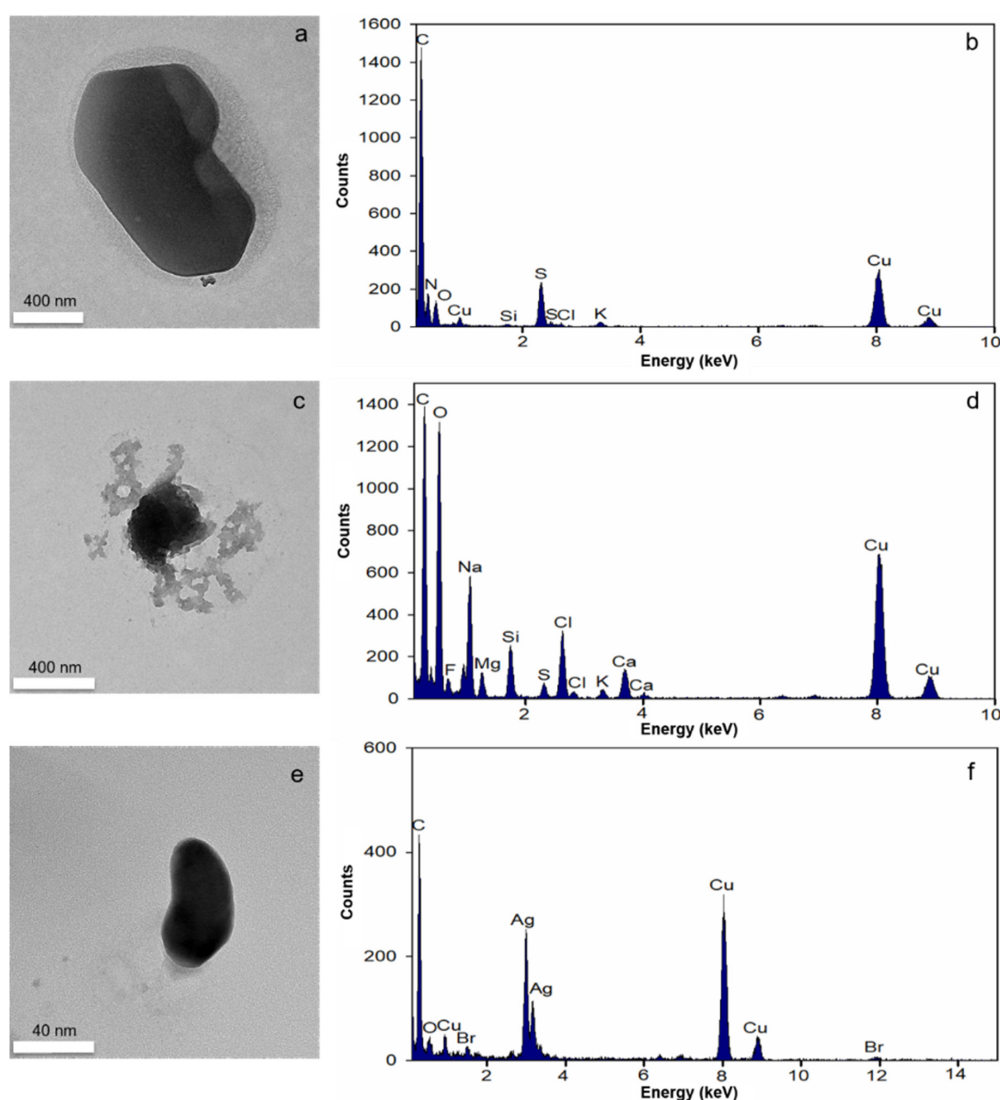 a
400 nm
b
1600
1400
1200
1000
800
600
400
200
0
Counts
C
N
O
Cu
Si
S
S
Cl
K
Cu
Cu
2
4
6
8
10
Energy (keV)
c
400 nm
d
1400
1200
1000
800
600
400
200
0
Counts
C
O
F
Na
Mg
Si
S
Cl
Cl
K
Ca
Ca
Cu
Cu
2
4
6
8
10
Energy (keV)
e
40 nm
f
600
400
200
0
Counts
C
O
Cu
Br
Ag
Ag
Cu
Cu
Br
2
4
6
8
10
12
14
Energy (keV)